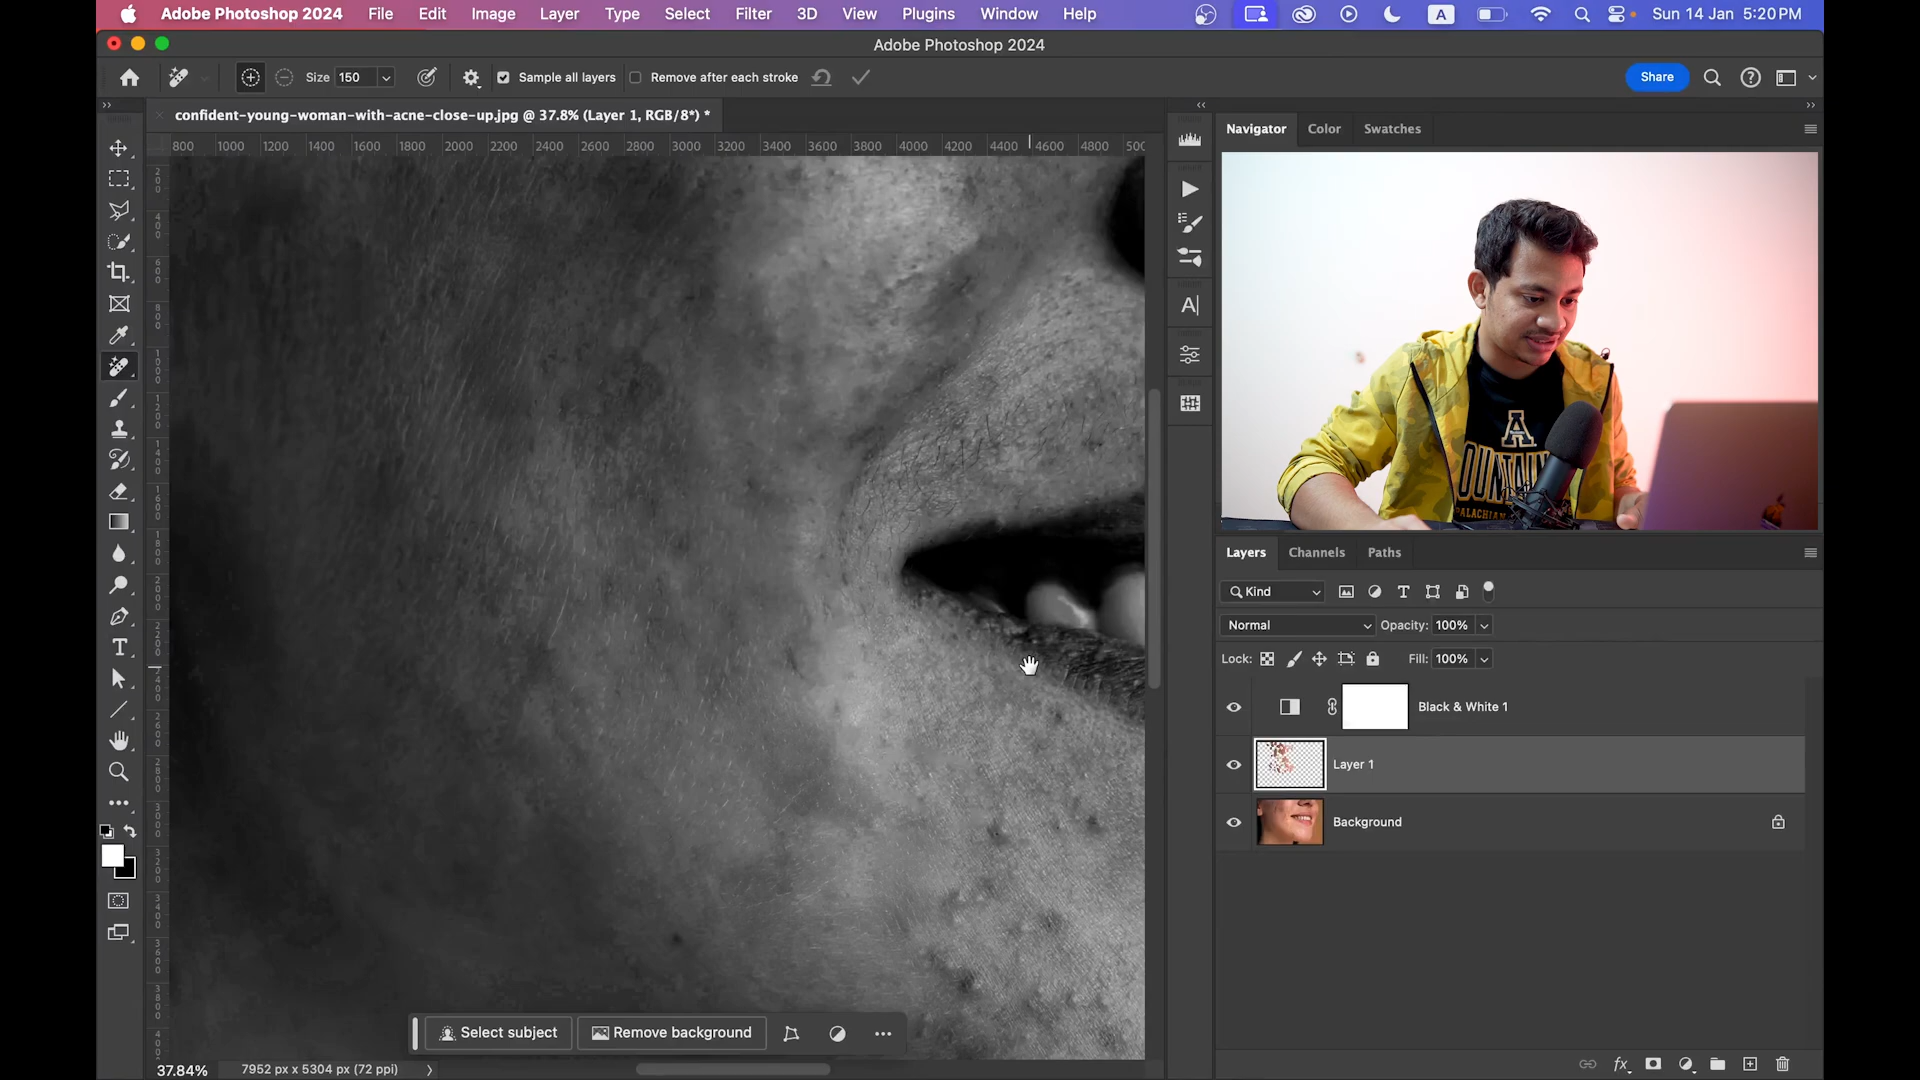 Adobe Photoshop 2024 File Edit Image Layer Type Select Filter 3D View Plugins Window Help A Sun 14 Jan 5:20 PM
Adobe Photoshop 2024
Size 150 Sample all layers Remove after each stroke Share
confident-young-woman-with-acne-close-up.jpg @ 37.8% (Layer 1, RGB/8*) *
800 1000 1200 1400 1600 1800 2000 2200 2400 2600 2800 3000 3200 3400 3600 3800 4000 4200 4400 4600 4800 500
Navigator Color Swatches
A
OUNTAIN
PALACHIAN
Layers Channels Paths
Kind
Normal Opacity: 100%
Lock: Fill: 100%
Black & White 1
Layer 1
Background
Select subject Remove background
37.84% 7952 px x 5304 px (72 ppi)